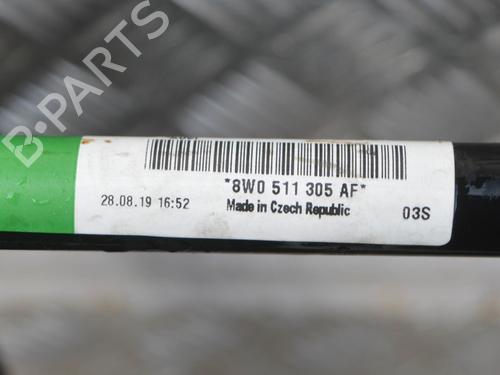 B-PARTS
*8W0 511 305 AF*
28.08.19 16:52
Made in Czech Republic
03S